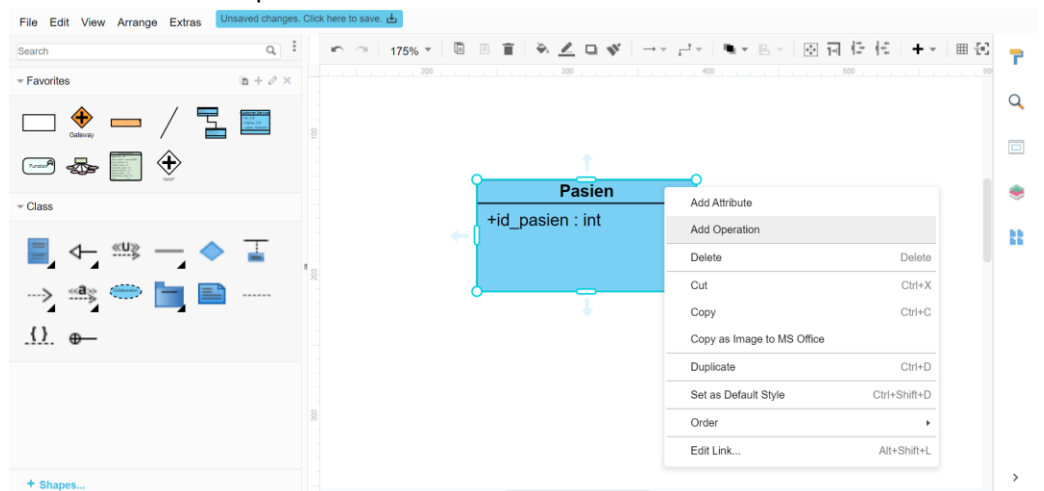 File Edit View Arrange Extras Unsaved changes. Click here to save.
Search
175%
Favorites
200 300 400 500 60
Gateway
100
Function
Class
Pasien
+id_pasien : int
Add Attribute
Add Operation
Delete Delete
Cut Ctrl+X
Copy Ctrl+C
Copy as Image to MS Office
Duplicate Ctrl+D
Set as Default Style Ctrl+Shift+D
Order
Edit Link... Alt+Shift+L
«U»
«a»
200
{ }
300
+ Shapes...